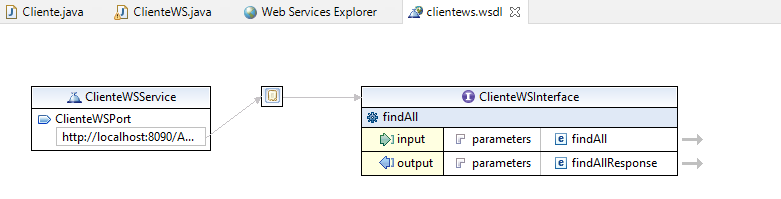 Cliente.java ClienteWS.java Web Services Explorer clientews.wsdl
ClienteWSService
ClienteWSPort
http://localhost:8090/A...
ClienteWSInterface
findAll
input parameters findAll
output parameters findAllResponse